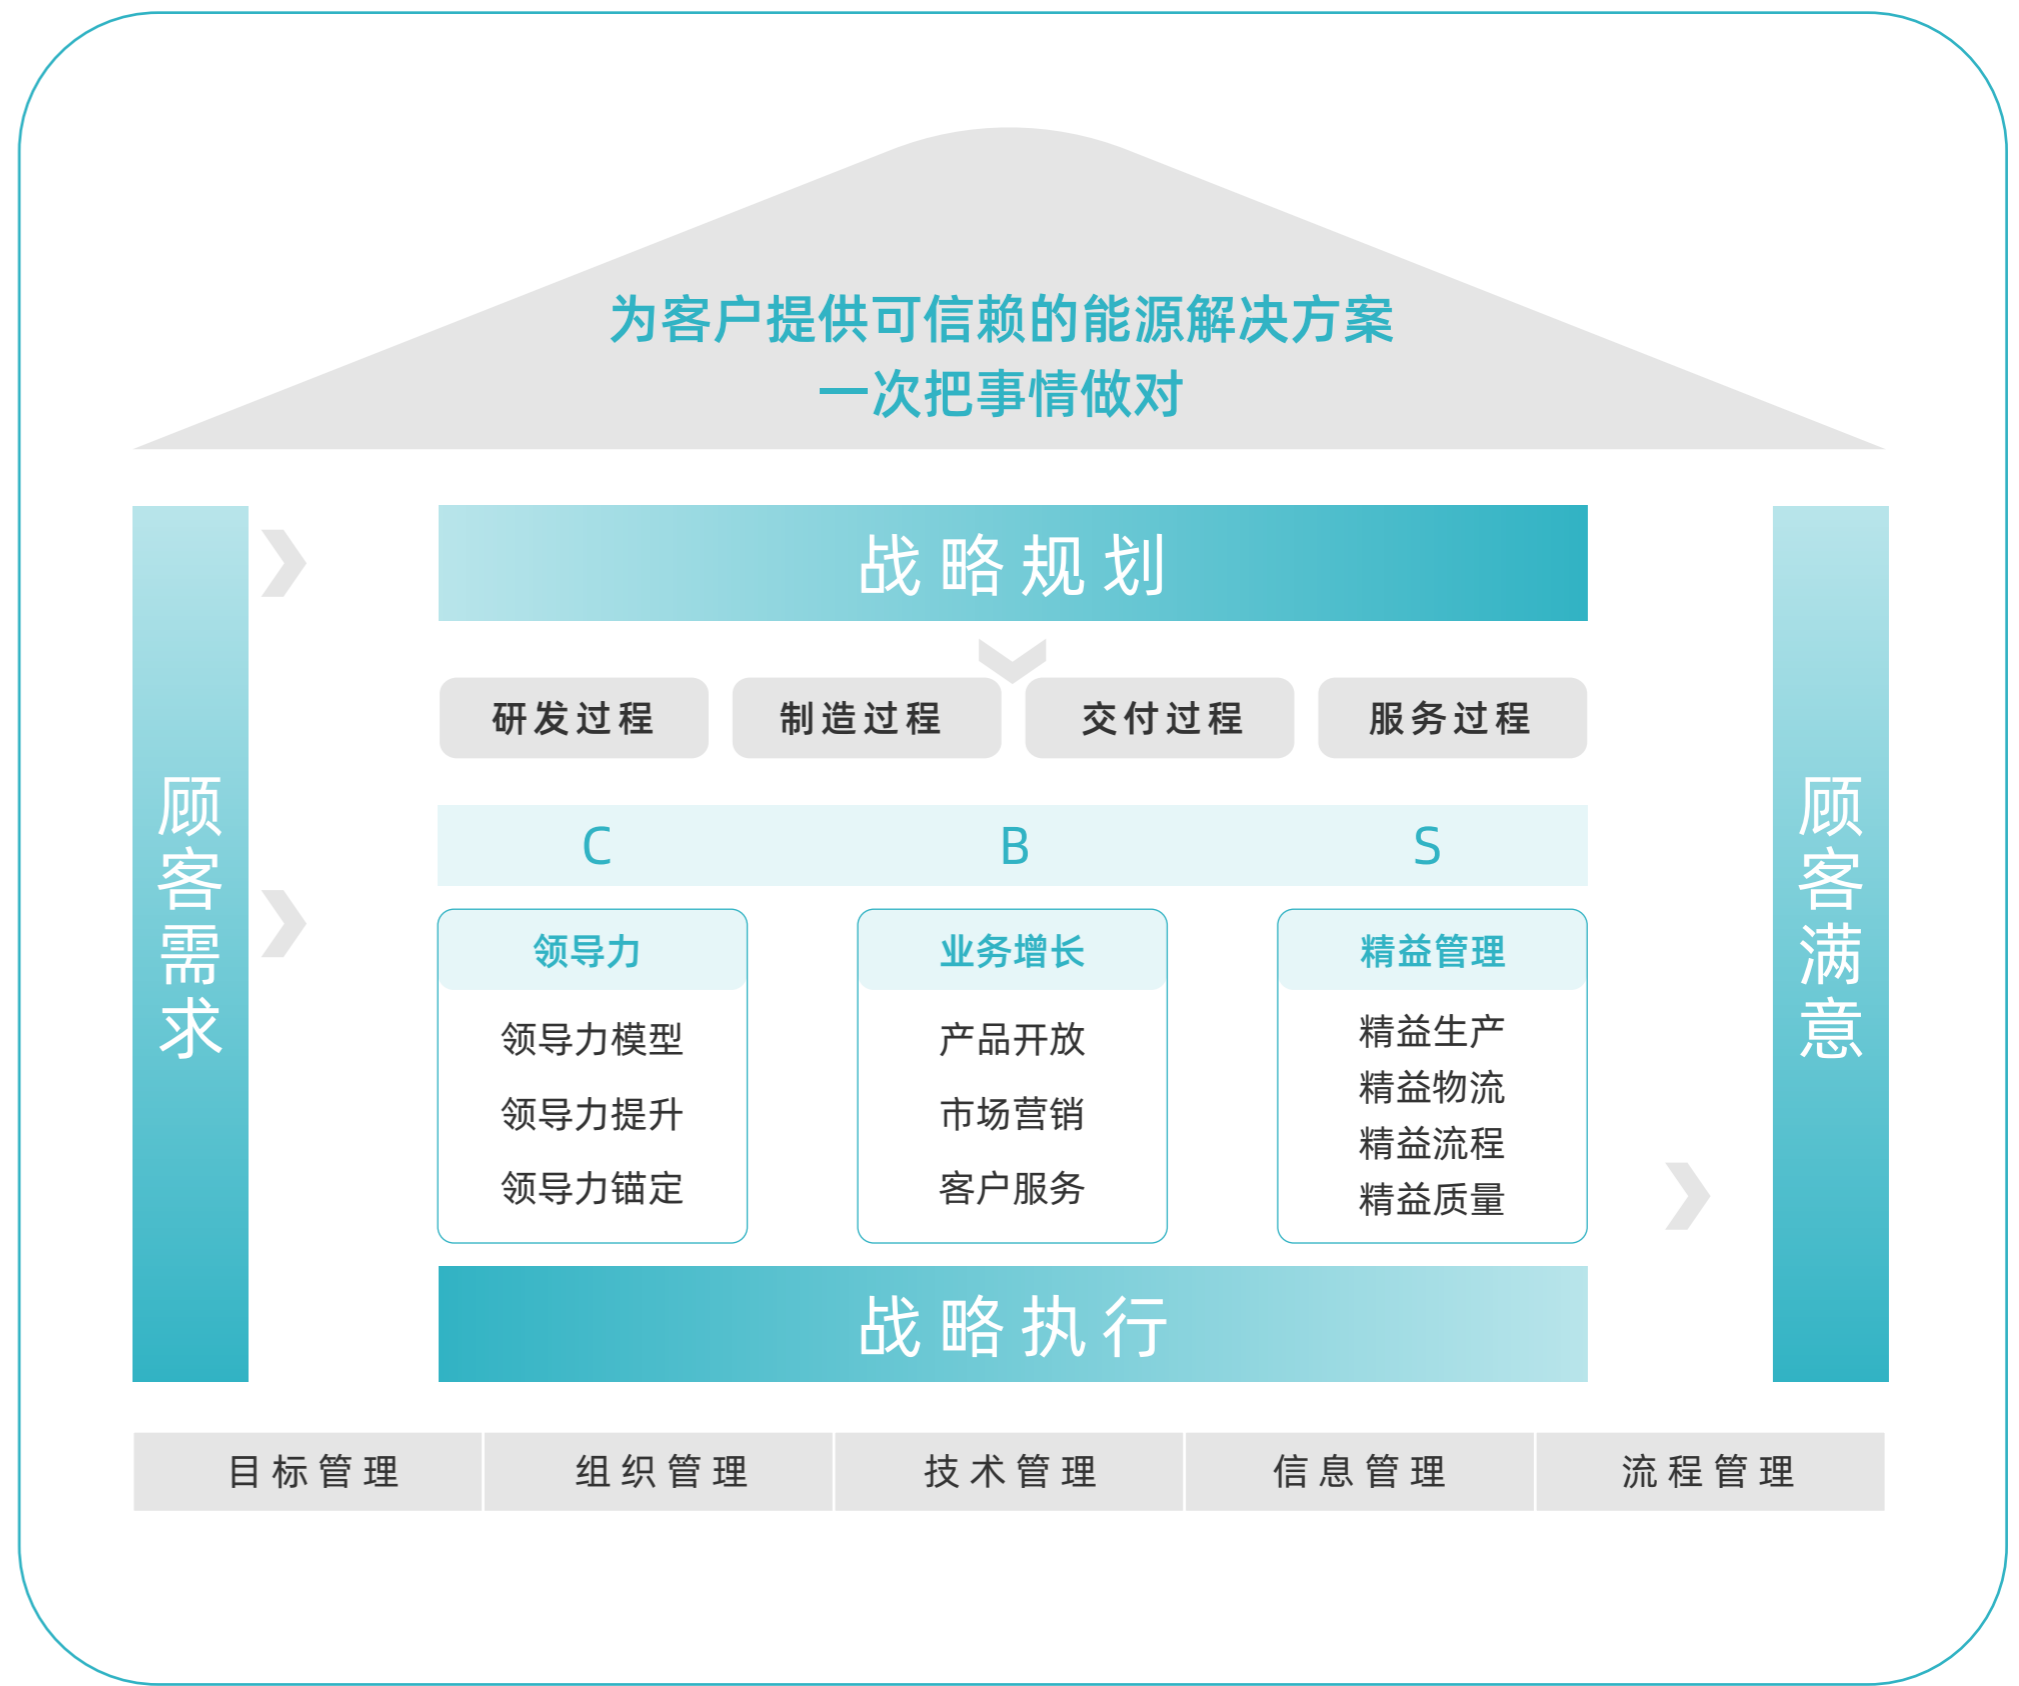 为客户提供可信赖的能源解决方案
一次把事情做对
顾客需求
战略规划
研发过程
制造过程
交付过程
服务过程
C
B
S
领导力
领导力模型
领导力提升
领导力锚定
业务增长
产品开放
市场营销
客户服务
精益管理
精益生产
精益物流
精益流程
精益质量
战略执行
顾客满意
目标管理
组织管理
技术管理
信息管理
流程管理